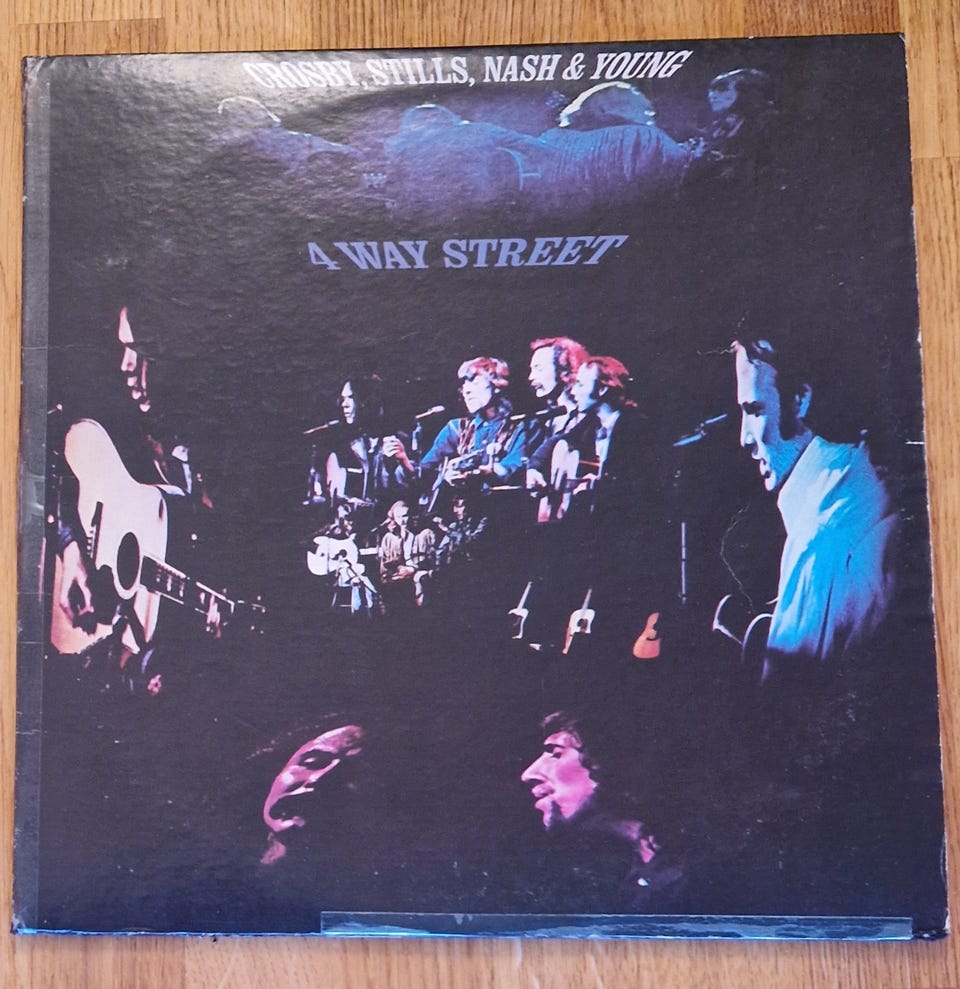 CROSBY, STILLS, NASH & YOUNG
4 WAY STREET